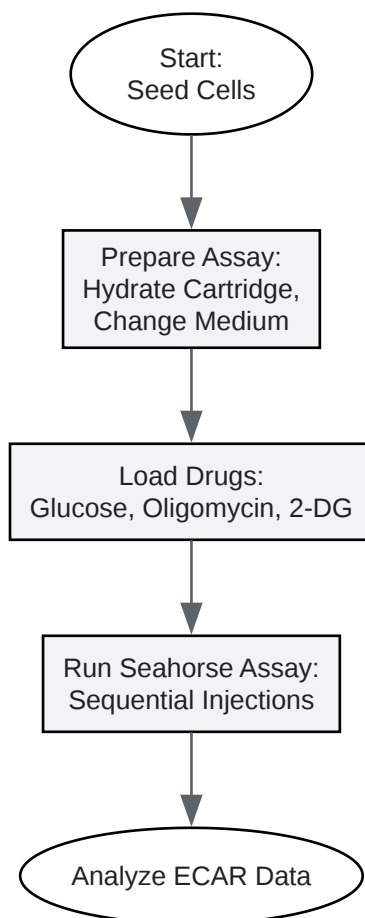 Start:
Seed Cells
Prepare Assay:
Hydrate Cartridge,
Change Medium
Load Drugs:
Glucose, Oligomycin, 2-DG
Run Seahorse Assay:
Sequential Injections
Analyze ECAR Data